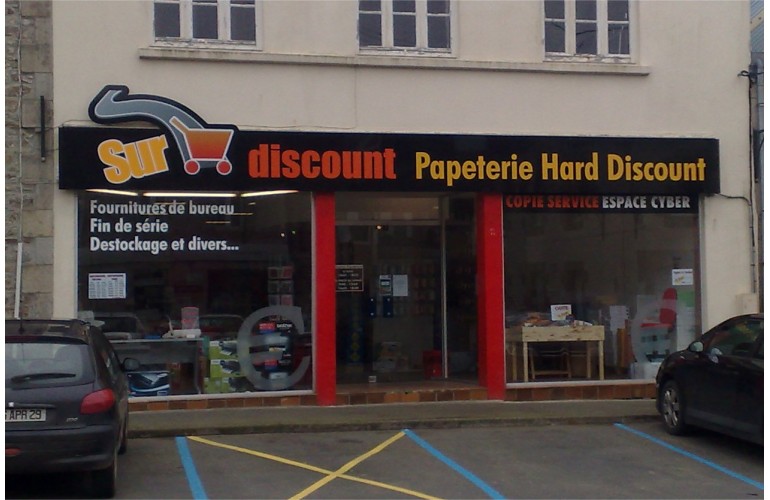 Sur discount Papeterie Hard Discount
Fournitures de bureau
Fin de série
Destockage et divers...
COPIE SERVICE ESPACE CYBER
e
d
APR 29